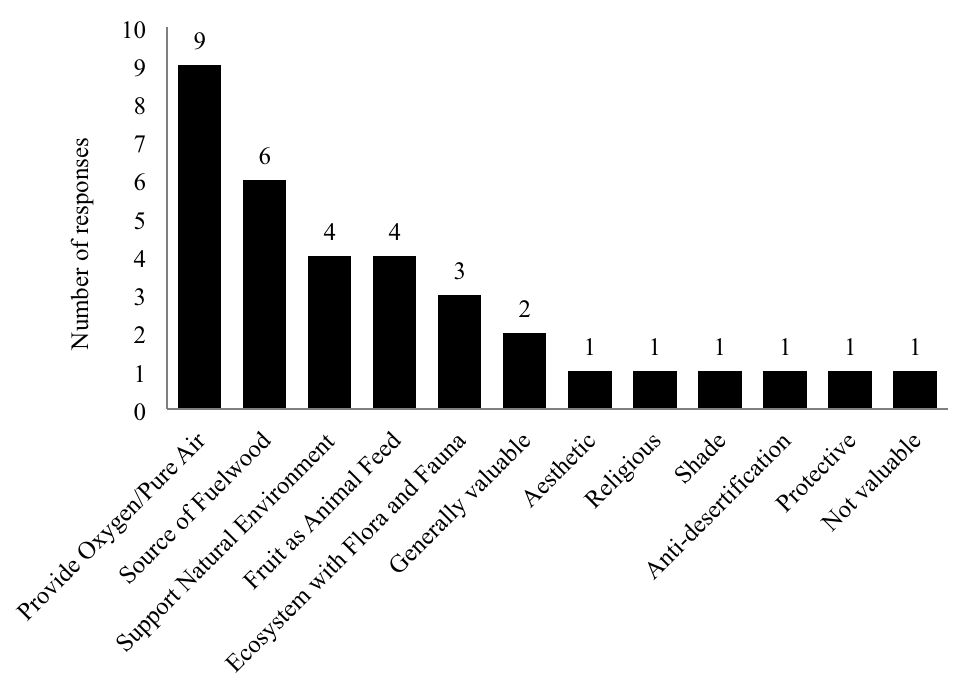 10
9
8
7
6
5
4
3
2
1
0
Number of responses
9
6
4
4
3
2
1
1
1
1
1
1
Provide Oxygen/Pure Air
Source of Fuelwood
Support Natural Environment
Fruit as Animal Feed
Ecosystem with Flora and Fauna
Generally valuable
Aesthetic
Religious
Shade
Anti-desertification
Protective
Not valuable